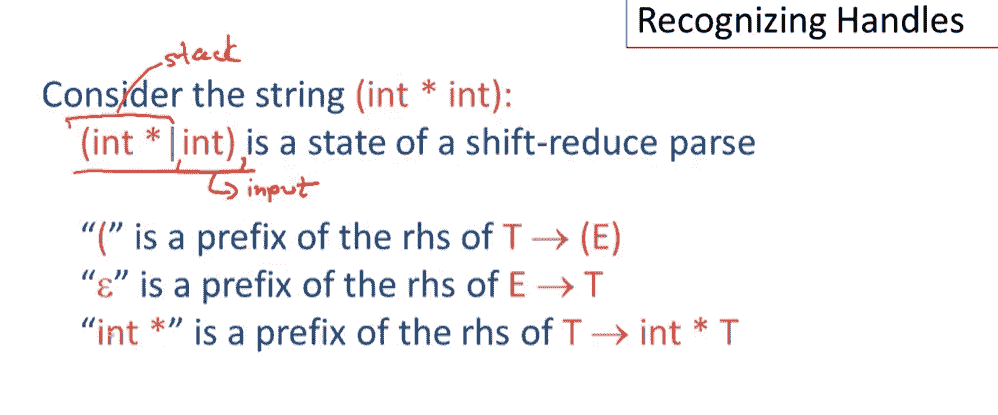 Recognizing Handles
stack
Consider the string (int * int):
(int *|int) is a state of a shift-reduce parse
input
“(” is a prefix of the rhs of T → (E)
“ε” is a prefix of the rhs of E → T
“int *” is a prefix of the rhs of T → int * T